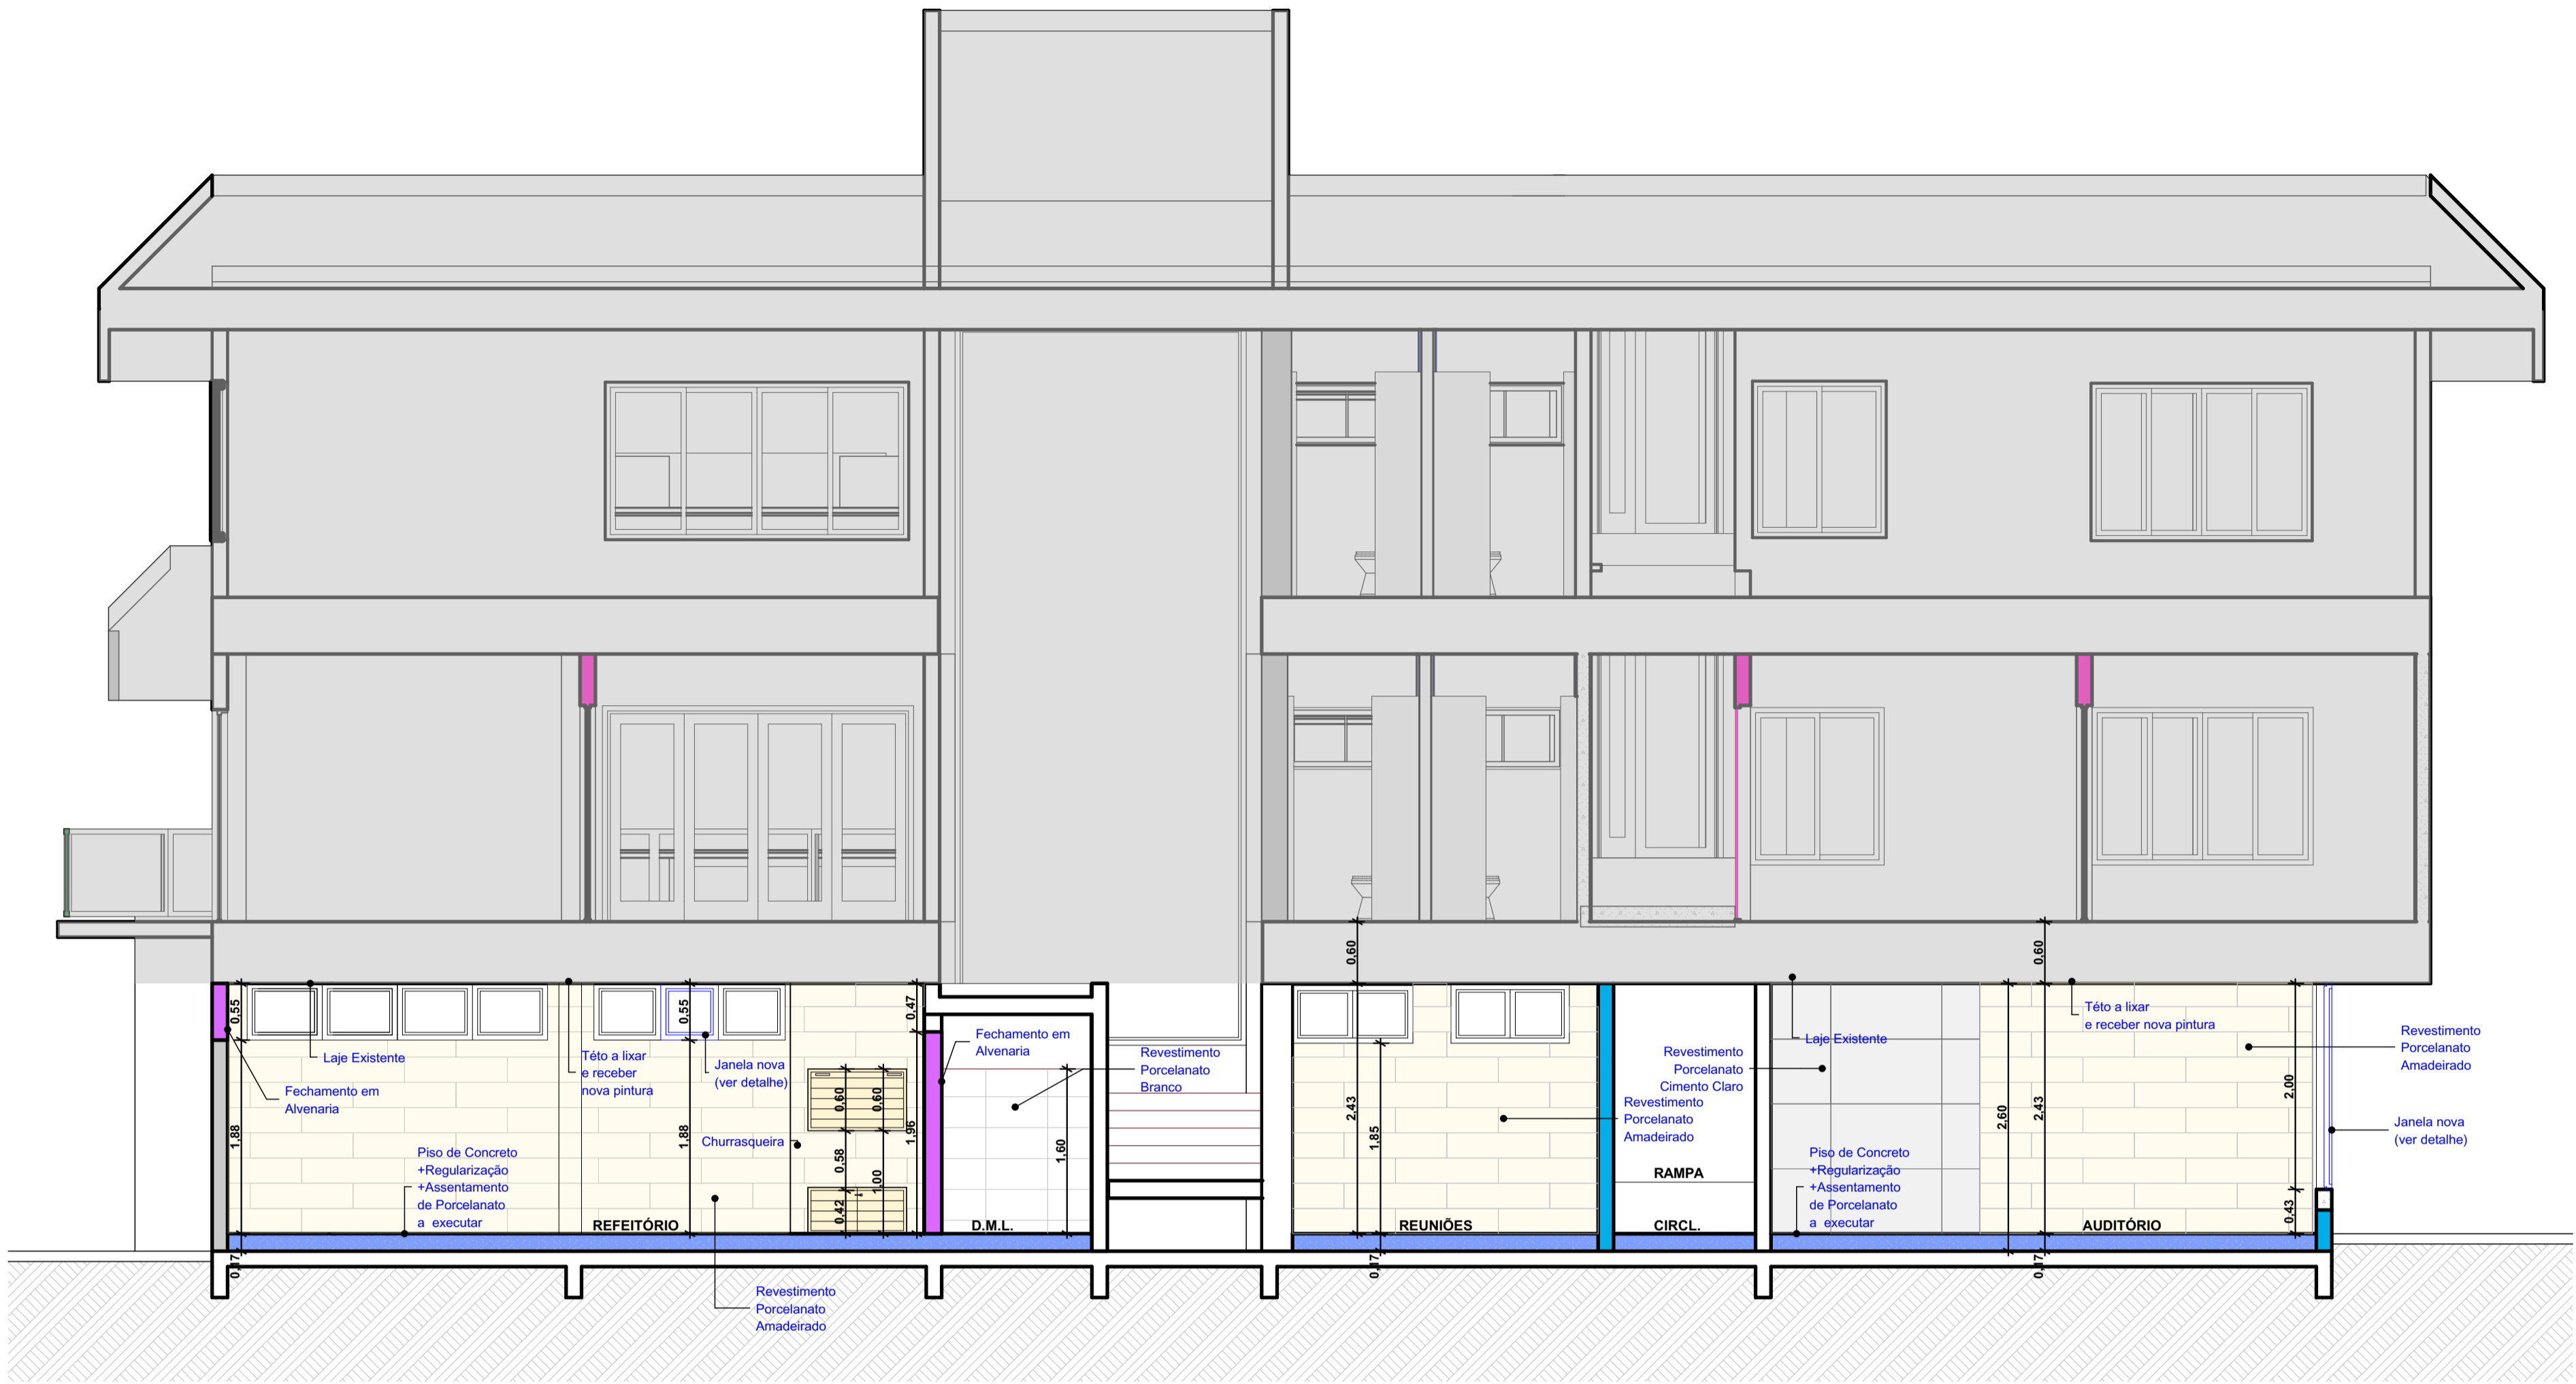 0,60
0,60
0,55
Laje Existente
Fechamento em
Alvenaria
1,88
0,17
Piso de Concreto
+Regularização
+Assentamento
de Porcelanato
a executar
Této a lixar
e receber
nova pintura
REFEITÓRIO
0,55
1,88
Janela nova
(ver detalhe)
Churrasqueira
Revestimento
Porcelanato
Amadeirado
0,60
0,58
0,42
0,60
1,00
0,47
1,96
Fechamento em
Alvenaria
D.M.L.
1,60
Revestimento
Porcelanato
Branco
2,43
0,17
1,85
REUNIÕES
Revestimento
Porcelanato
Amadeirado
Revestimento
Porcelanato
Cimento Claro
RAMPA
CIRCL.
Laje Existente
Piso de Concreto
+Regularização
+Assentamento
de Porcelanato
a executar
2,60
2,43
0,17
Této a lixar
e receber nova pintura
AUDITÓRIO
2,00
0,43
Revestimento
Porcelanato
Amadeirado
Janela nova
(ver detalhe)